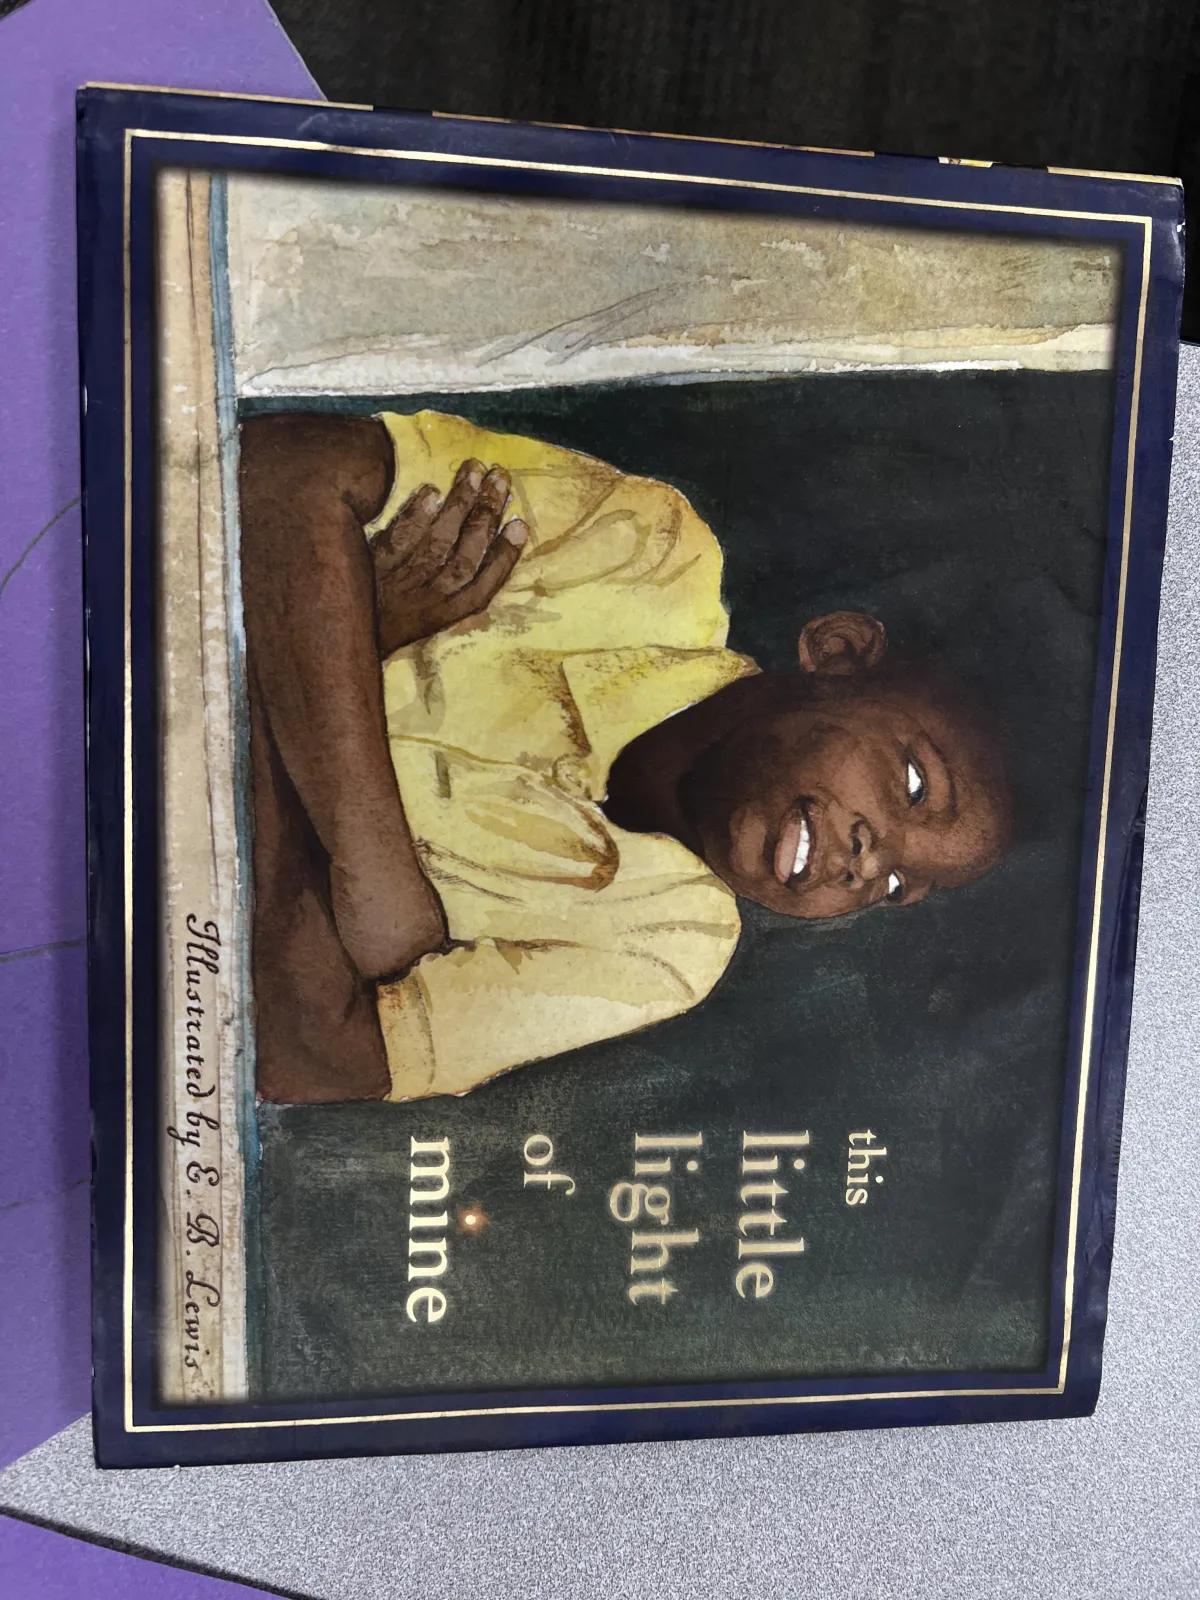 this
little
light
of
mine
Illustrated by E. B. Lewis